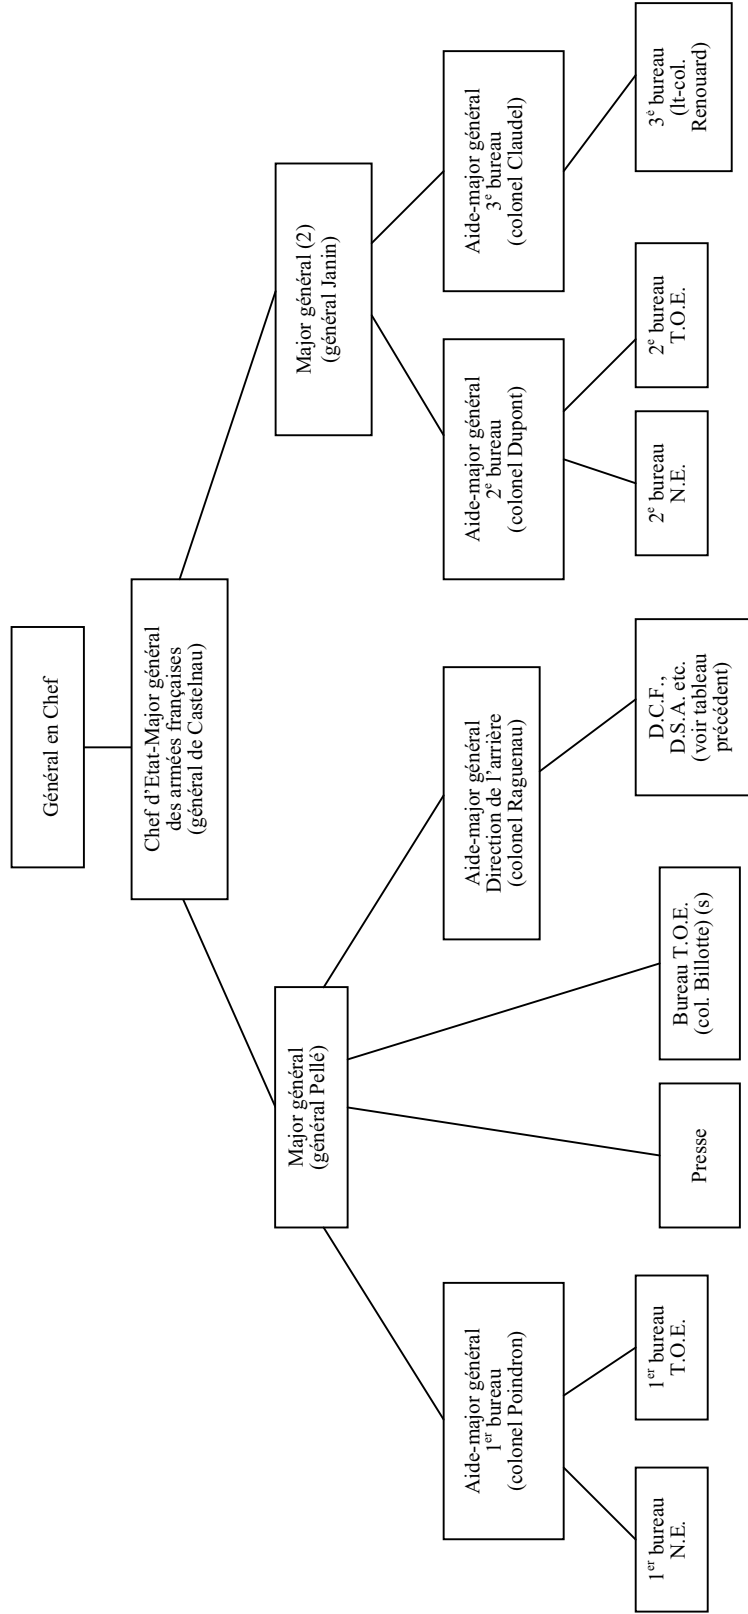 Général en Chef
Chef d'Etat-Major général
des armées françaises
(général de Castelnau)
Major général
(général Pellé)
Major général (2)
(général Janin)
Aide-major général
1er bureau
(colonel Poindron)
Aide-major général
Direction de l'arrière
(colonel Raguenau)
Aide-major général
2e bureau
(colonel Dupont)
Aide-major général
3e bureau
(colonel Claudel)
1er bureau
N.E.
1er bureau
T.O.E.
Presse
Bureau T.O.E.
(col. Billotte) (s)
D.C.F.,
D.S.A. etc.
(voir tableau
précédent)
2e bureau
N.E.
2e bureau
T.O.E.
3e bureau
(lt-col.
Renouard)